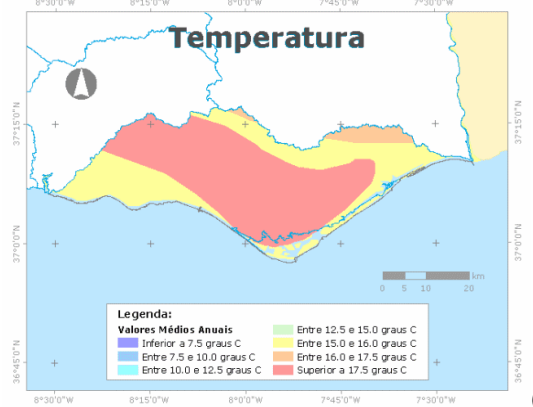 8°30'0"W 8°15'0"W 8°0'0"W 7°45'0"W 7°30'0"W
Temperatura
37°15'0"N 37°15'0"N
37°0'0"N 37°0'0"N
km
0 5 10 20
Legenda:
Valores Médios Anuais
Inferior a 7.5 graus C
Entre 7.5 e 10.0 graus C
Entre 10.0 e 12.5 graus C
Entre 12.5 e 15.0 graus C
Entre 15.0 e 16.0 graus C
Entre 16.0 e 17.5 graus C
Superior a 17.5 graus C
36°45'0"N 36°45'0"N
8°30'0"W 8°15'0"W 8°0'0"W 7°45'0"W 7°30'0"W